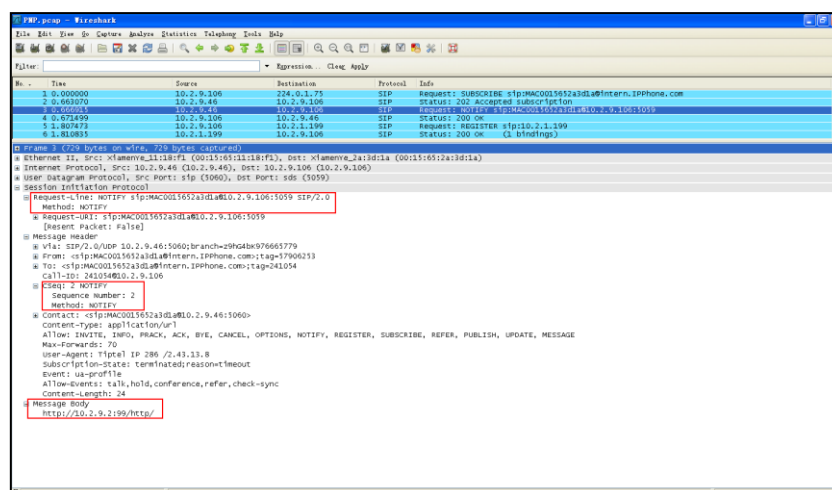 PNP.pcap - Wireshark
File Edit View Go Capture Analyze Statistics Telephony Tools Help
Filter: Expression... Clear Apply
No. . Time Source Destination Protocol Info
1 0.000000 10.2.9.106 224.0.1.75 SIP Request: SUBSCRIBE sip:MAC0015652a3d1a@intern.IPPhone.com
2 0.663070 10.2.9.46 10.2.9.106 SIP Status: 202 Accepted subscription
3 0.666915 10.2.9.46 10.2.9.106 SIP Request: NOTIFY sip:MAC0015652a3d1a@10.2.9.106:5059
4 0.671499 10.2.9.106 10.2.9.46 SIP Status: 200 OK
5 1.807473 10.2.9.106 10.2.1.199 SIP Request: REGISTER sip:10.2.1.199
6 1.810835 10.2.1.199 10.2.9.106 SIP Status: 200 OK (1 bindings)
Frame 3 (729 bytes on wire, 729 bytes captured)
Ethernet II, Src: XiamenYe_11:18:f1 (00:15:65:11:18:f1), Dst: XiamenYe_2a:3d:1a (00:15:65:2a:3d:1a)
Internet Protocol, Src: 10.2.9.46 (10.2.9.46), Dst: 10.2.9.106 (10.2.9.106)
User Datagram Protocol, Src Port: sip (5060), Dst Port: sds (5059)
Session Initiation Protocol
Request-Line: NOTIFY sip:MAC0015652a3d1a@10.2.9.106:5059 SIP/2.0
Method: NOTIFY
Request-URI: sip:MAC0015652a3d1a@10.2.9.106:5059
[Resent Packet: False]
Message Header
Via: SIP/2.0/UDP 10.2.9.46:5060;branch=z9hG4bK976665779
From: <sip:MAC0015652a3d1a@intern.IPPhone.com>;tag=57906253
To: <sip:MAC0015652a3d1a@intern.IPPhone.com>;tag=241054
Call-ID: 241054@10.2.9.106
CSeq: 2 NOTIFY
Sequence Number: 2
Method: NOTIFY
Contact: <sip:MAC0015652a3d1a@10.2.9.46:5060>
Content-Type: application/url
Allow: INVITE, INFO, PRACK, ACK, BYE, CANCEL, OPTIONS, NOTIFY, REGISTER, SUBSCRIBE, REFER, PUBLISH, UPDATE, MESSAGE
Max-Forwards: 70
User-Agent: Tiptel IP 286 /2.43.13.8
Subscription-State: terminated;reason=timeout
Event: ua-profile
Allow-Events: talk,hold,conference,refer,check-sync
Content-Length: 24
Message Body
http://10.2.9.2:99/http/